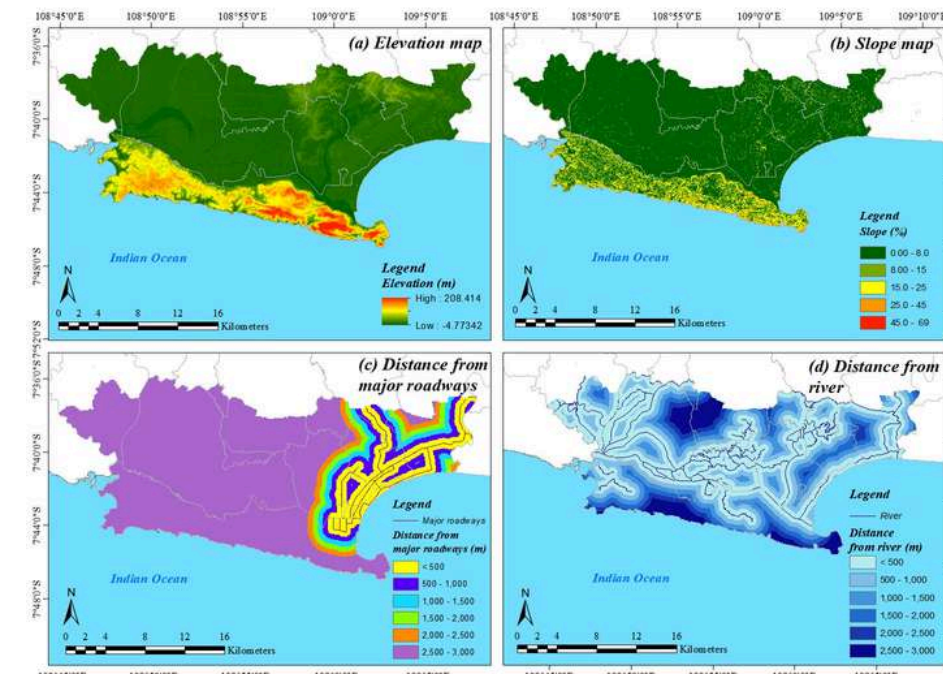 108°45'0"E 108°50'0"E 108°55'0"E 109°0'0"E 109°5'0"E
108°45'0"E 108°50'0"E 108°55'0"E 109°0'0"E 109°5'0"E 109°10'0"E
7°36'0"S
7°40'0"S
7°44'0"S
7°48'0"S
7°52'0"S
(a) Elevation map
Indian Ocean
N
0 2 4 8 12 16
Kilometers
Legend
Elevation (m)
High : 208.414
Low : -4.77342
(b) Slope map
Indian Ocean
N
0 2 4 8 12 16
Kilometers
Legend
Slope (%)
0.00 - 8.0
8.00 - 15
15.0 - 25
25.0 - 45
45.0 - 69
7°36'0"S
7°40'0"S
7°44'0"S
7°48'0"S
(c) Distance from
major roadways
Indian Ocean
N
0 2 4 8 12 16
Kilometers
Legend
Major roadways
Distance from
major roadways (m)
< 500
500 - 1,000
1,000 - 1,500
1,500 - 2,000
2,000 - 2,500
2,500 - 3,000
(d) Distance from
river
Indian Ocean
N
0 2 4 8 12 16
Kilometers
Legend
River
Distance
from river (m)
< 500
500 - 1,000
1,000 - 1,500
1,500 - 2,000
2,000 - 2,500
2,500 - 3,000